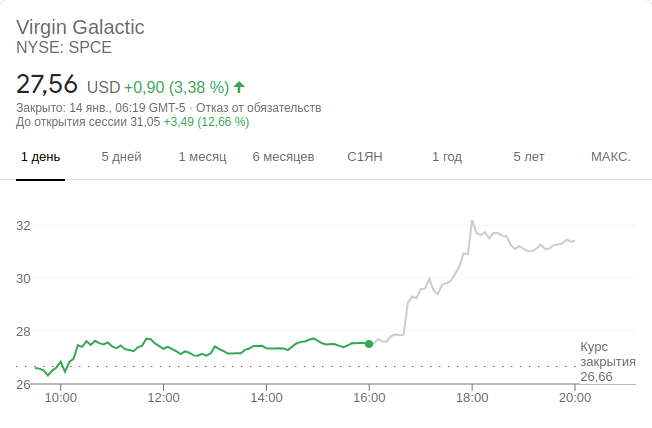 Virgin Galactic
NYSE: SPCE
27,56 USD +0,90 (3,38 %)
Закрыто: 14 янв., 06:19 GMT-5 · Отказ от обязательств
До открытия сессии 31,05 +3,49 (12,66 %)
1 день 5 дней 1 месяц 6 месяцев С1ЯН 1 год 5 лет МАКС.
32
30
28
Курс
закрытия
26,66
26
10:00 12:00 14:00 16:00 18:00 20:00